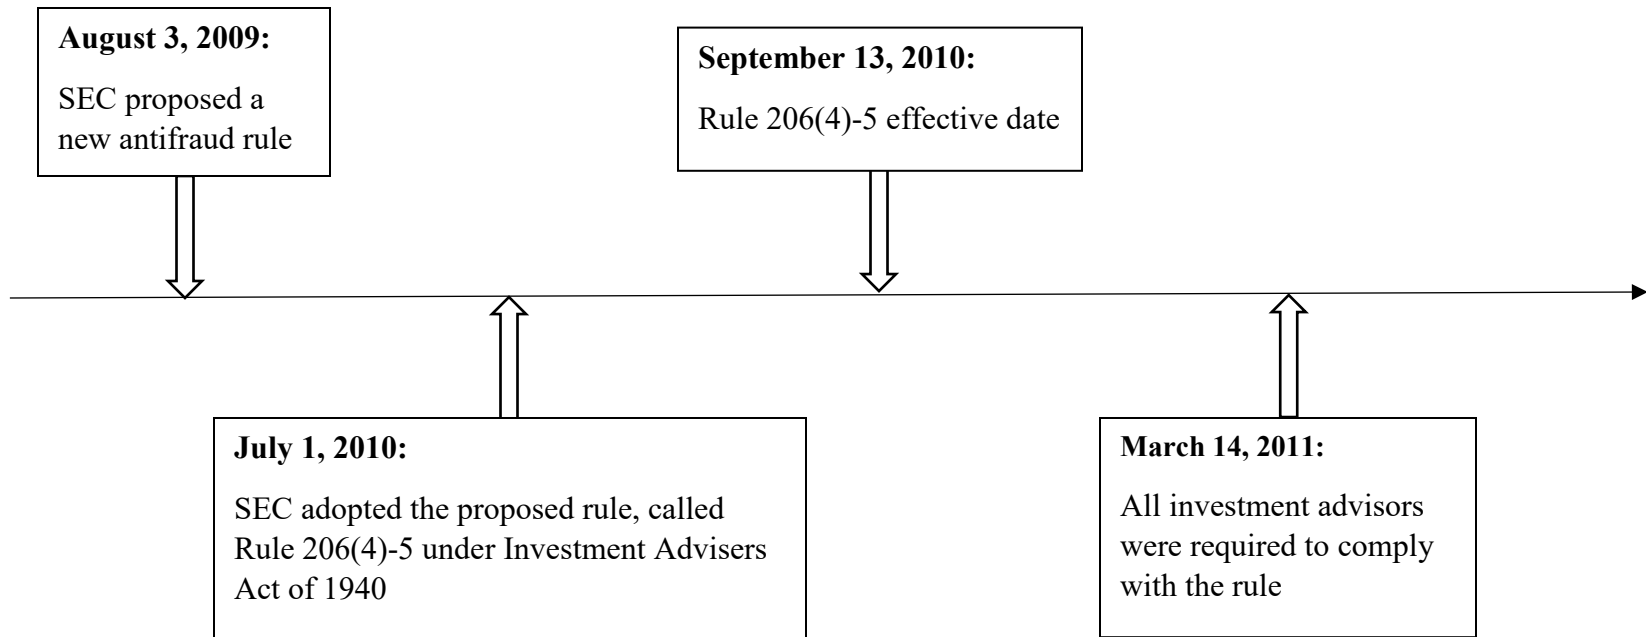 August 3, 2009:
SEC proposed a
new antifraud rule
September 13, 2010:
Rule 206(4)-5 effective date
July 1, 2010:
SEC adopted the proposed rule, called
Rule 206(4)-5 under Investment Advisers
Act of 1940
March 14, 2011:
All investment advisors
were required to comply
with the rule